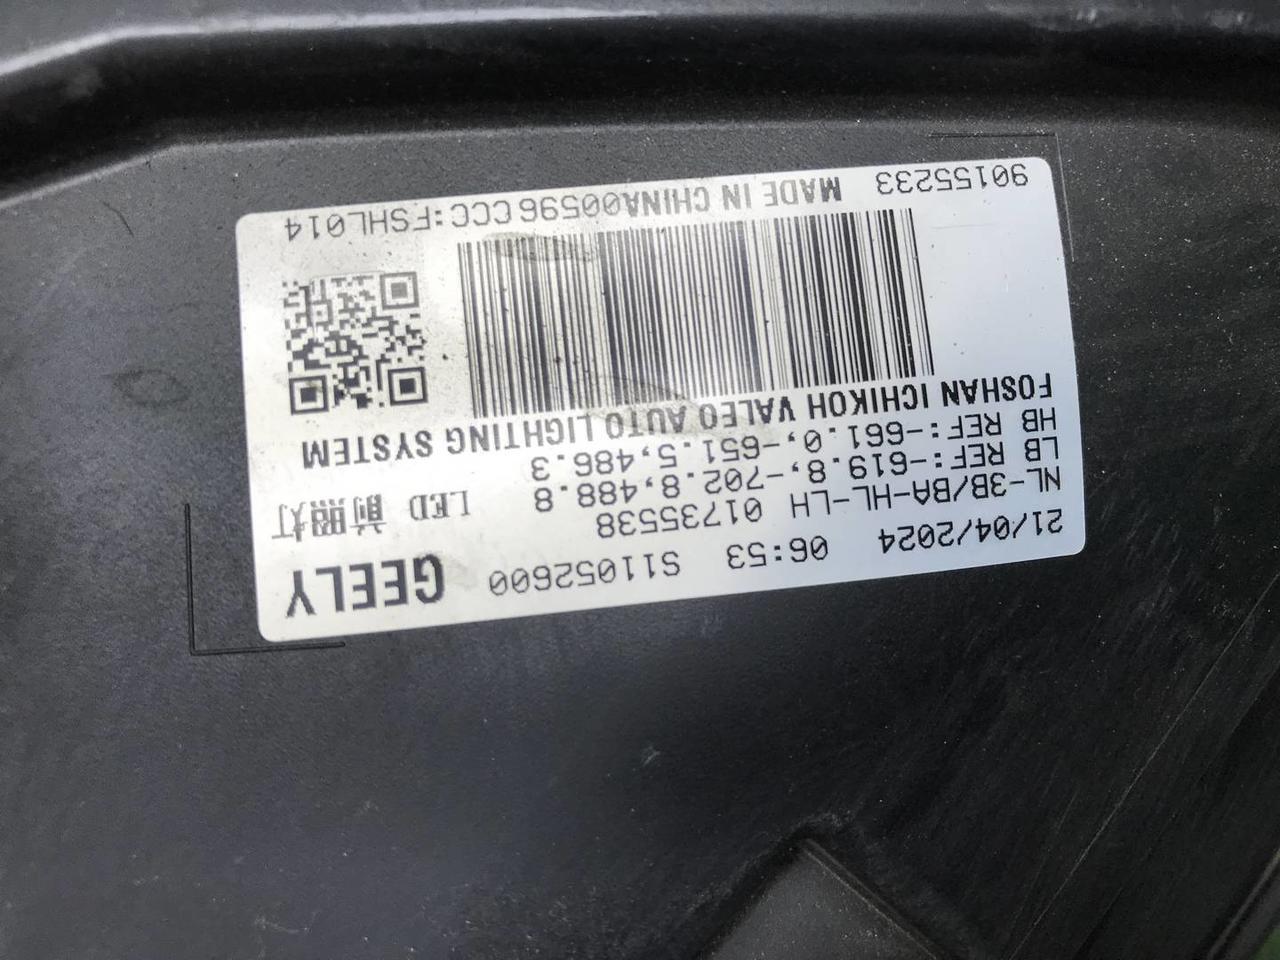 21/04/2024 06:53 S11052600 GEELY
NL-3B/BA-HL-LH 01735538
LB REF:-619.8,-702.8,488.8 LED 前照灯
HB REF:-661.0,-651.5,486.3
FOSHAN ICHIKOH VALEO AUTO LIGHTING SYSTEM
90155233 MADE IN CHINA00596 CCC:FSHL014